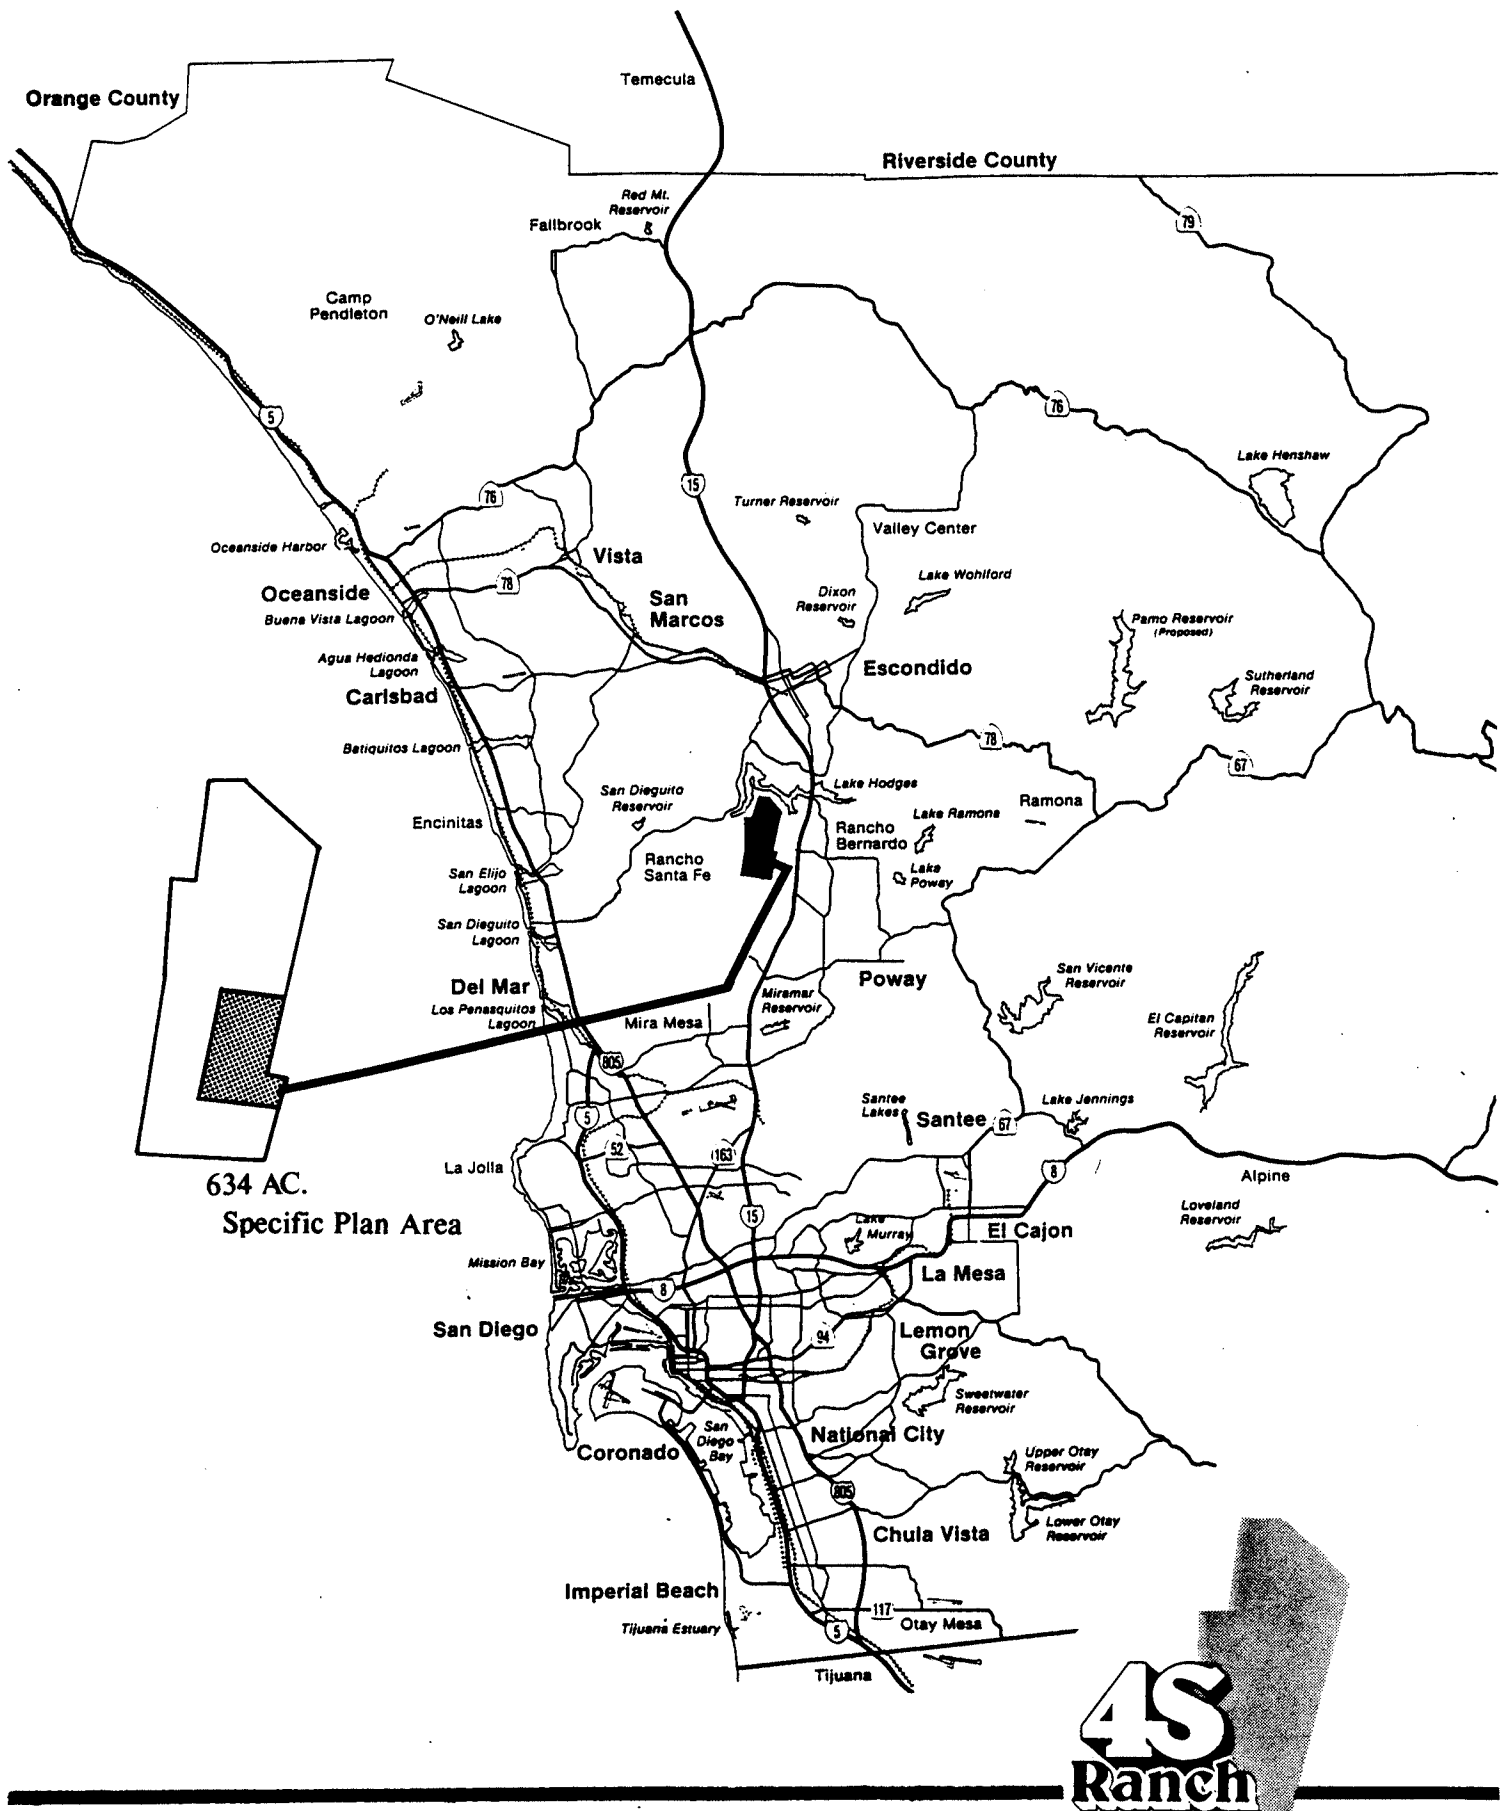 Temecula
Orange County
Riverside County
79
Red Mt.
Reservoir
Fallbrook
Camp
Pendleton
O'Neill Lake
5
76
Lake Henshaw
15
76
Turner Reservoir
Valley Center
Oceanside Harbor
Vista
78
Lake Wohlford
Dixon
Reservoir
Oceanside
San
Marcos
Buena Vista Lagoon
Pamo Reservoir
(Proposed)
Agua Hedionda
Lagoon
Escondido
Carlsbad
Sutherland
Reservoir
Batiquitos Lagoon
78
67
San Dieguito
Reservoir
Lake Hodges
Ramona
Encinitas
Rancho
Bernardo
Lake Ramona
Rancho
Santa Fe
San Elijo
Lagoon
Lake
Poway
San Dieguito
Lagoon
Poway
San Vicente
Reservoir
Del Mar
Los Penasquitos
Lagoon
Mira Mesa
Miramar
Reservoir
El Capitan
Reservoir
805
Santee
Lakes
Santee
67
Lake Jennings
5
52
163
La Jolla
8
Alpine
634 AC.
Specific Plan Area
15
Lake
Murray
El Cajon
Loveland
Reservoir
Mission Bay
8
La Mesa
San Diego
94
Lemon
Grove
Sweetwater
Reservoir
San
Diego
Bay
National City
Coronado
Upper Otay
Reservoir
805
Chula Vista
Lower Otay
Reservoir
Imperial Beach
117
Otay Mesa
Tijuana Estuary
5
Tijuana
4S
Ranch